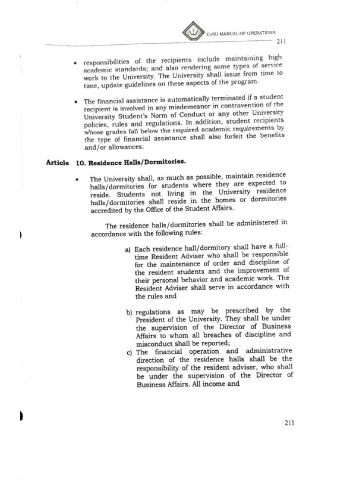 CvSU MANUAL OF OPERATIONS
211
• responsibilities of the recipients include maintaining high
academic standards; and also rendering some types of service
work to the University. The University shall issue from time to
time, update guidelines on these aspects of the program.
• The financial assistance is automatically terminated if a student
recipient is involved in any misdemeanor in contravention of the
University Student's Norm of Conduct or any other University
policies, rules and regulations. In addition, student recipients
whose grades fall below the required academic requirements by
the type of financial assistance shall also forfeit the benefits
and/or allowances.
Article 10. Residence Halls/Dormitories.
• The University shall, as much as possible, maintain residence
halls/dormitories for students where they are expected to
reside. Students not living in the University residence
halls/dormitories shall reside in the homes or dormitories
accredited by the Office of the Student Affairs.
The residence halls/dormitories shall be administered in
accordance with the following rules:
a) Each residence hall/dormitory shall have a full-
time Resident Adviser who shall be responsible
for the maintenance of order and discipline of
the resident students and the improvement of
their personal behavior and academic work. The
Resident Adviser shall serve in accordance with
the rules and
b) regulations as may be prescribed by the
President of the University. They shall be under
the supervision of the Director of Business
Affairs to whom all breaches of discipline and
misconduct shall be reported;
c) The financial operation and administrative
direction of the residence halls shall be the
responsibility of the resident adviser, who shall
be under the supervision of the Director of
Business Affairs. All income and
211